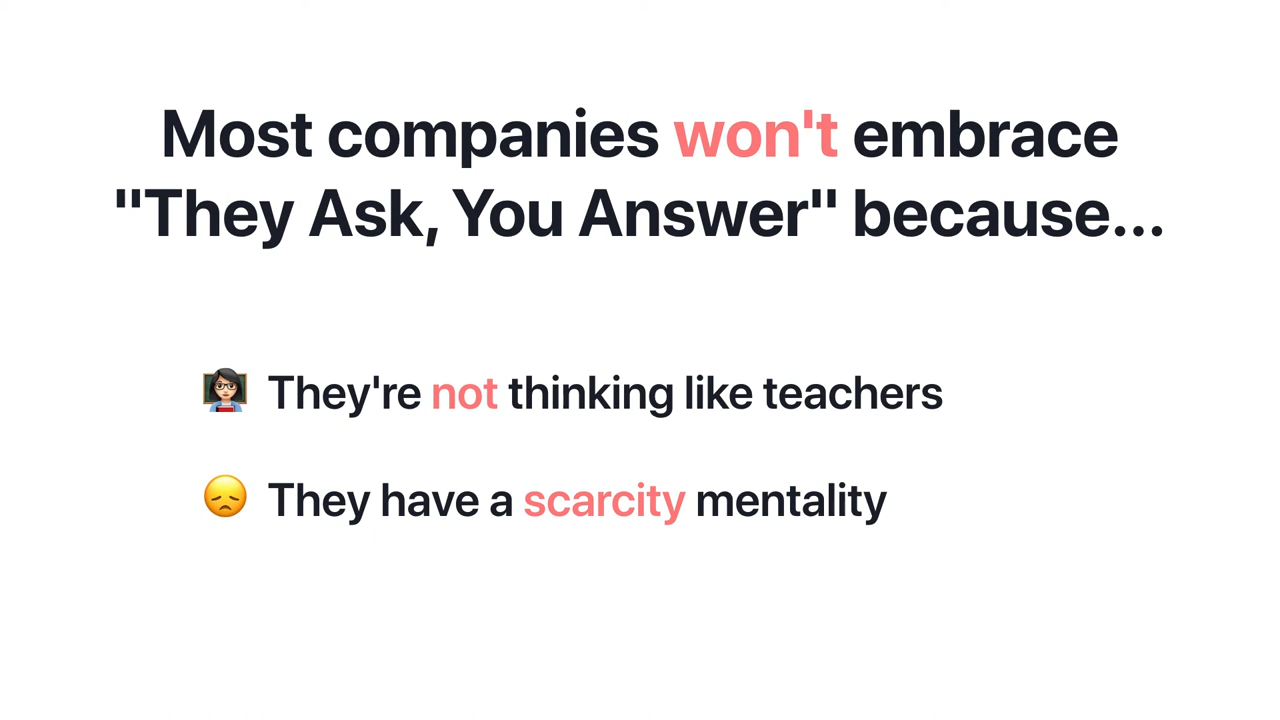 Most companies won't embrace
"They Ask, You Answer" because...
They're not thinking like teachers
They have a scarcity mentality